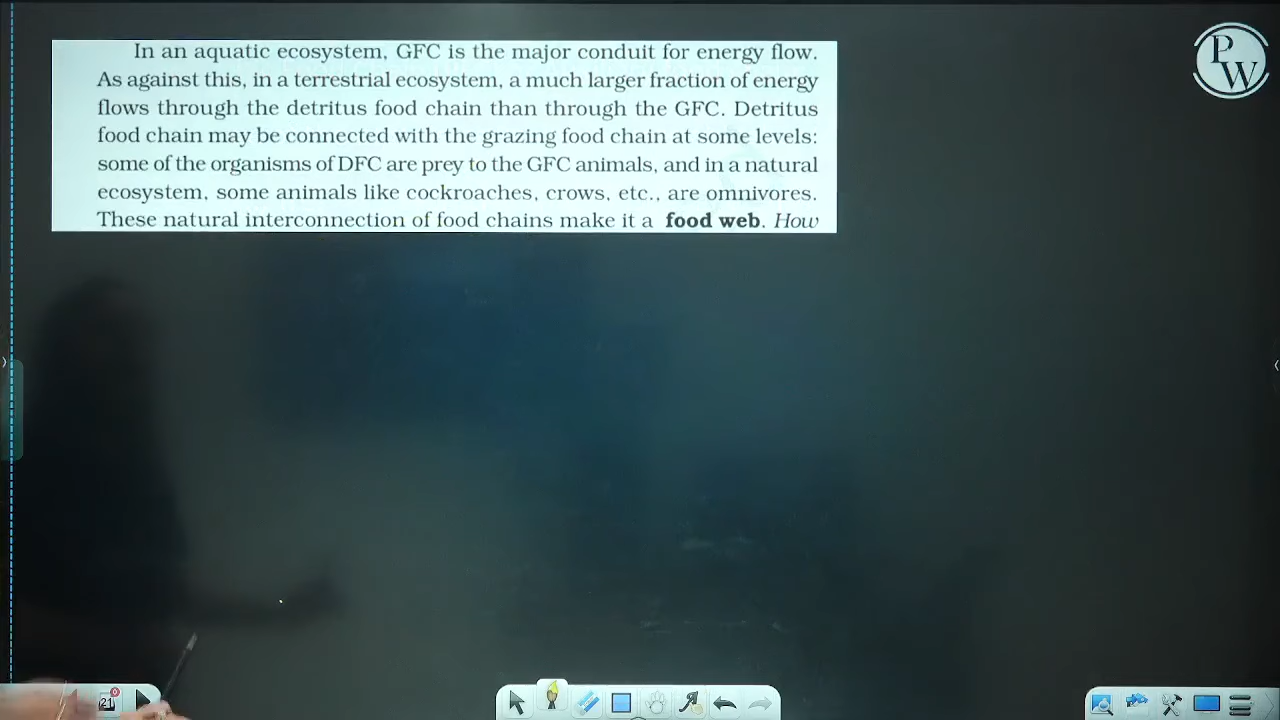 In an aquatic ecosystem, GFC is the major conduit for energy flow.
As against this, in a terrestrial ecosystem, a much larger fraction of energy
flows through the detritus food chain than through the GFC. Detritus
food chain may be connected with the grazing food chain at some levels:
some of the organisms of DFC are prey to the GFC animals, and in a natural
ecosystem, some animals like cockroaches, crows, etc., are omnivores.
These natural interconnection of food chains make it a food web. How
PW
21
0